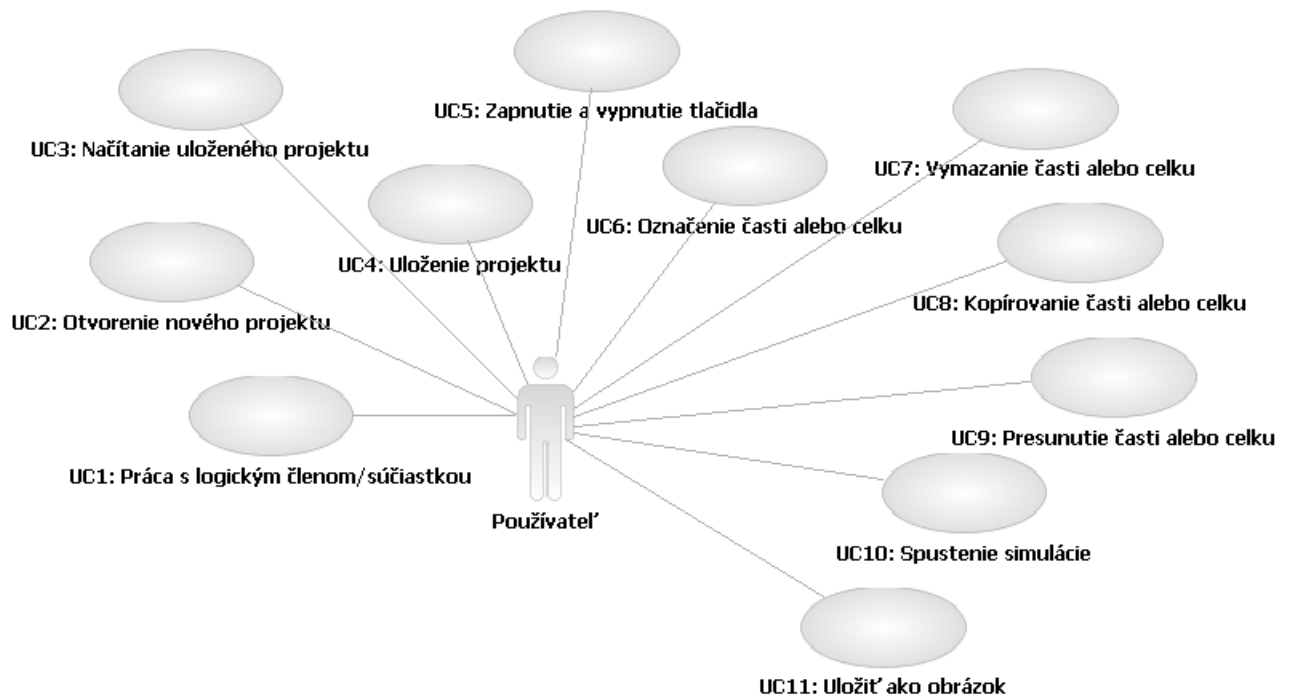 UC5: Zapnutie a vypnutie tlačidla
UC3: Načítanie uloženého projektu
UC7: Vymazanie časti alebo celku
UC6: Označenie časti alebo celku
UC4: Uloženie projektu
UC8: Kopírovanie časti alebo celku
UC2: Otvorenie nového projektu
UC9: Presunutie časti alebo celku
UC1: Práca s logickým členom/súčiastkou
Používateľ
UC10: Spustenie simulácie
UC11: Uložiť ako obrázok